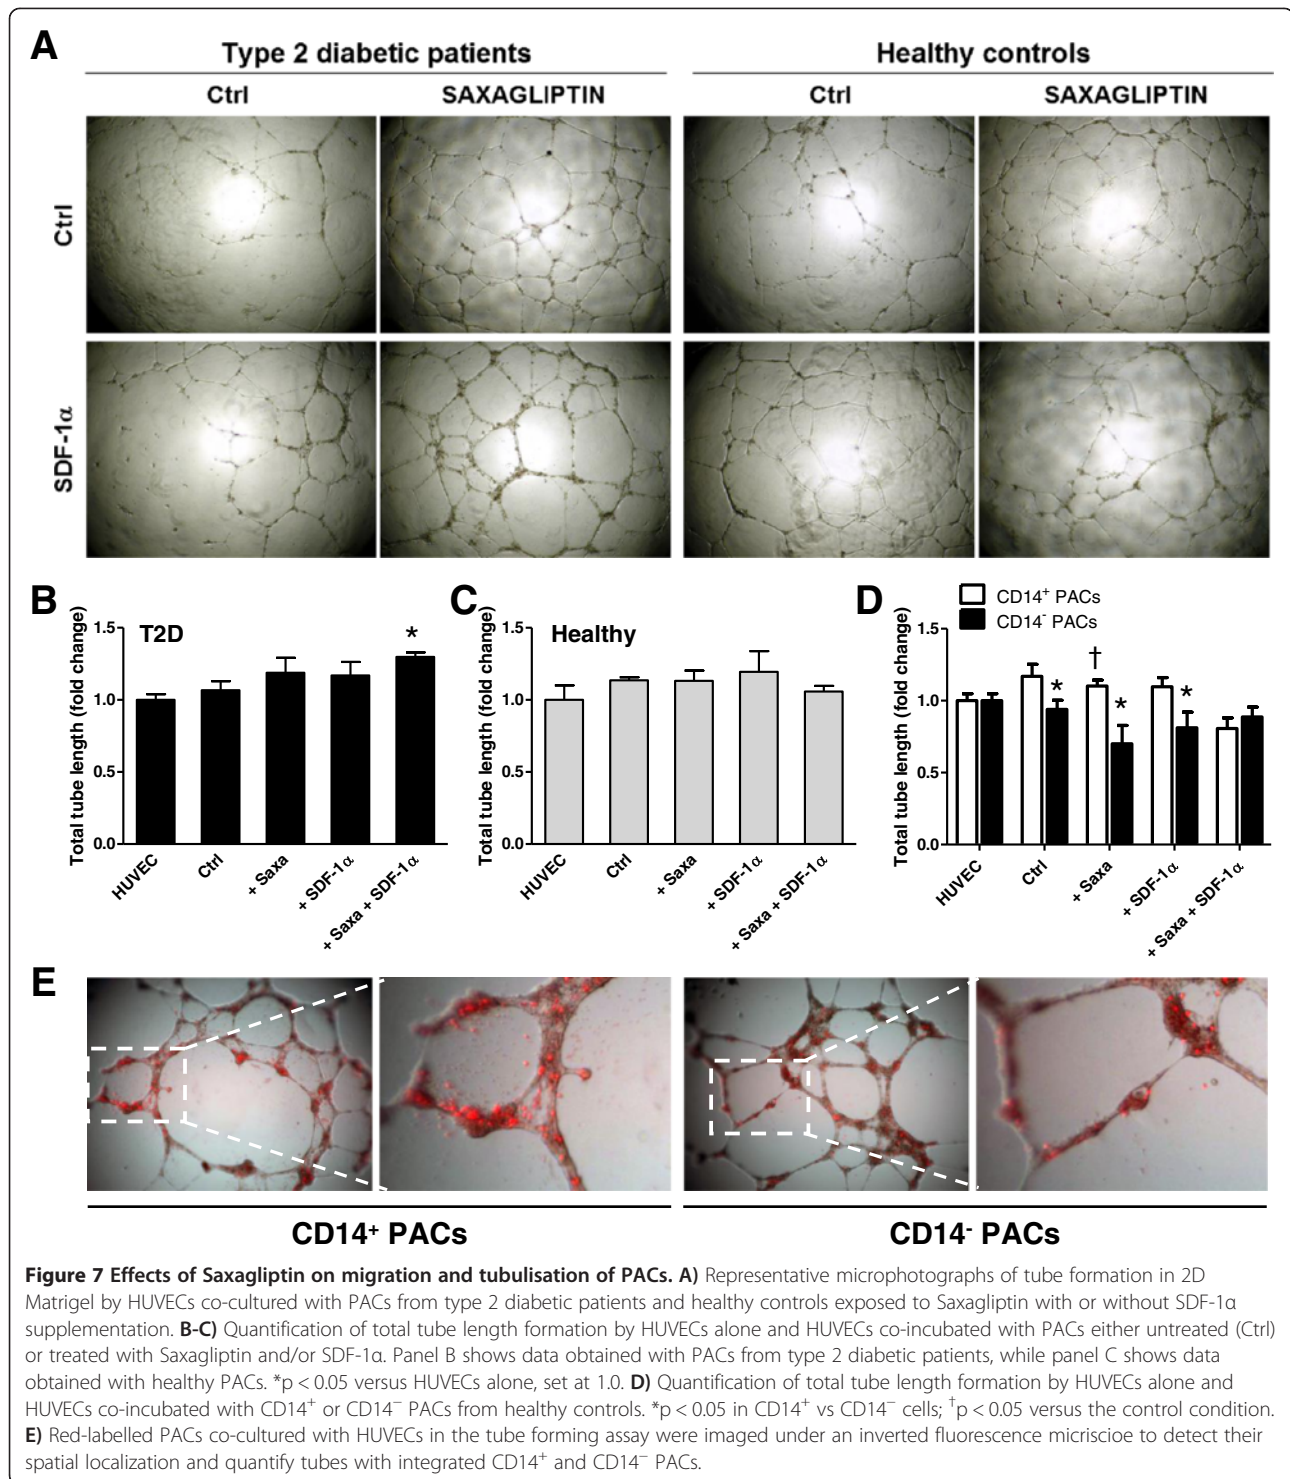 A
Type 2 diabetic patients
Healthy controls
Ctrl
SAXAGLIPTIN
Ctrl
SAXAGLIPTIN
Ctrl
SDF-1α
B
T2D
Total tube length (fold change)
1.5
1.0
0.5
0.0
HUVEC
Ctrl
+ Saxa
+ SDF-1α
+ Saxa + SDF-1α
*
C
Healthy
Total tube length (fold change)
1.5
1.0
0.5
0.0
HUVEC
Ctrl
+ Saxa
+ SDF-1α
+ Saxa + SDF-1α
D
CD14⁺ PACs
CD14⁻ PACs
Total tube length (fold change)
1.5
1.0
0.5
0.0
*
†
*
*
HUVEC
Ctrl
+ Saxa
+ SDF-1α
+ Saxa + SDF-1α
E
CD14⁺ PACs
CD14⁻ PACs
Figure 7 Effects of Saxagliptin on migration and tubulisation of PACs. A) Representative microphotographs of tube formation in 2D
Matrigel by HUVECs co-cultured with PACs from type 2 diabetic patients and healthy controls exposed to Saxagliptin with or without SDF-1α
supplementation. B-C) Quantification of total tube length formation by HUVECs alone and HUVECs co-incubated with PACs either untreated (Ctrl)
or treated with Saxagliptin and/or SDF-1α. Panel B shows data obtained with PACs from type 2 diabetic patients, while panel C shows data
obtained with healthy PACs. *p < 0.05 versus HUVECs alone, set at 1.0. D) Quantification of total tube length formation by HUVECs alone and
HUVECs co-incubated with CD14⁺ or CD14⁻ PACs from healthy controls. *p < 0.05 in CD14⁺ vs CD14⁻ cells; †p < 0.05 versus the control condition.
E) Red-labelled PACs co-cultured with HUVECs in the tube forming assay were imaged under an inverted fluorescence micriscioe to detect their
spatial localization and quantify tubes with integrated CD14⁺ and CD14⁻ PACs.